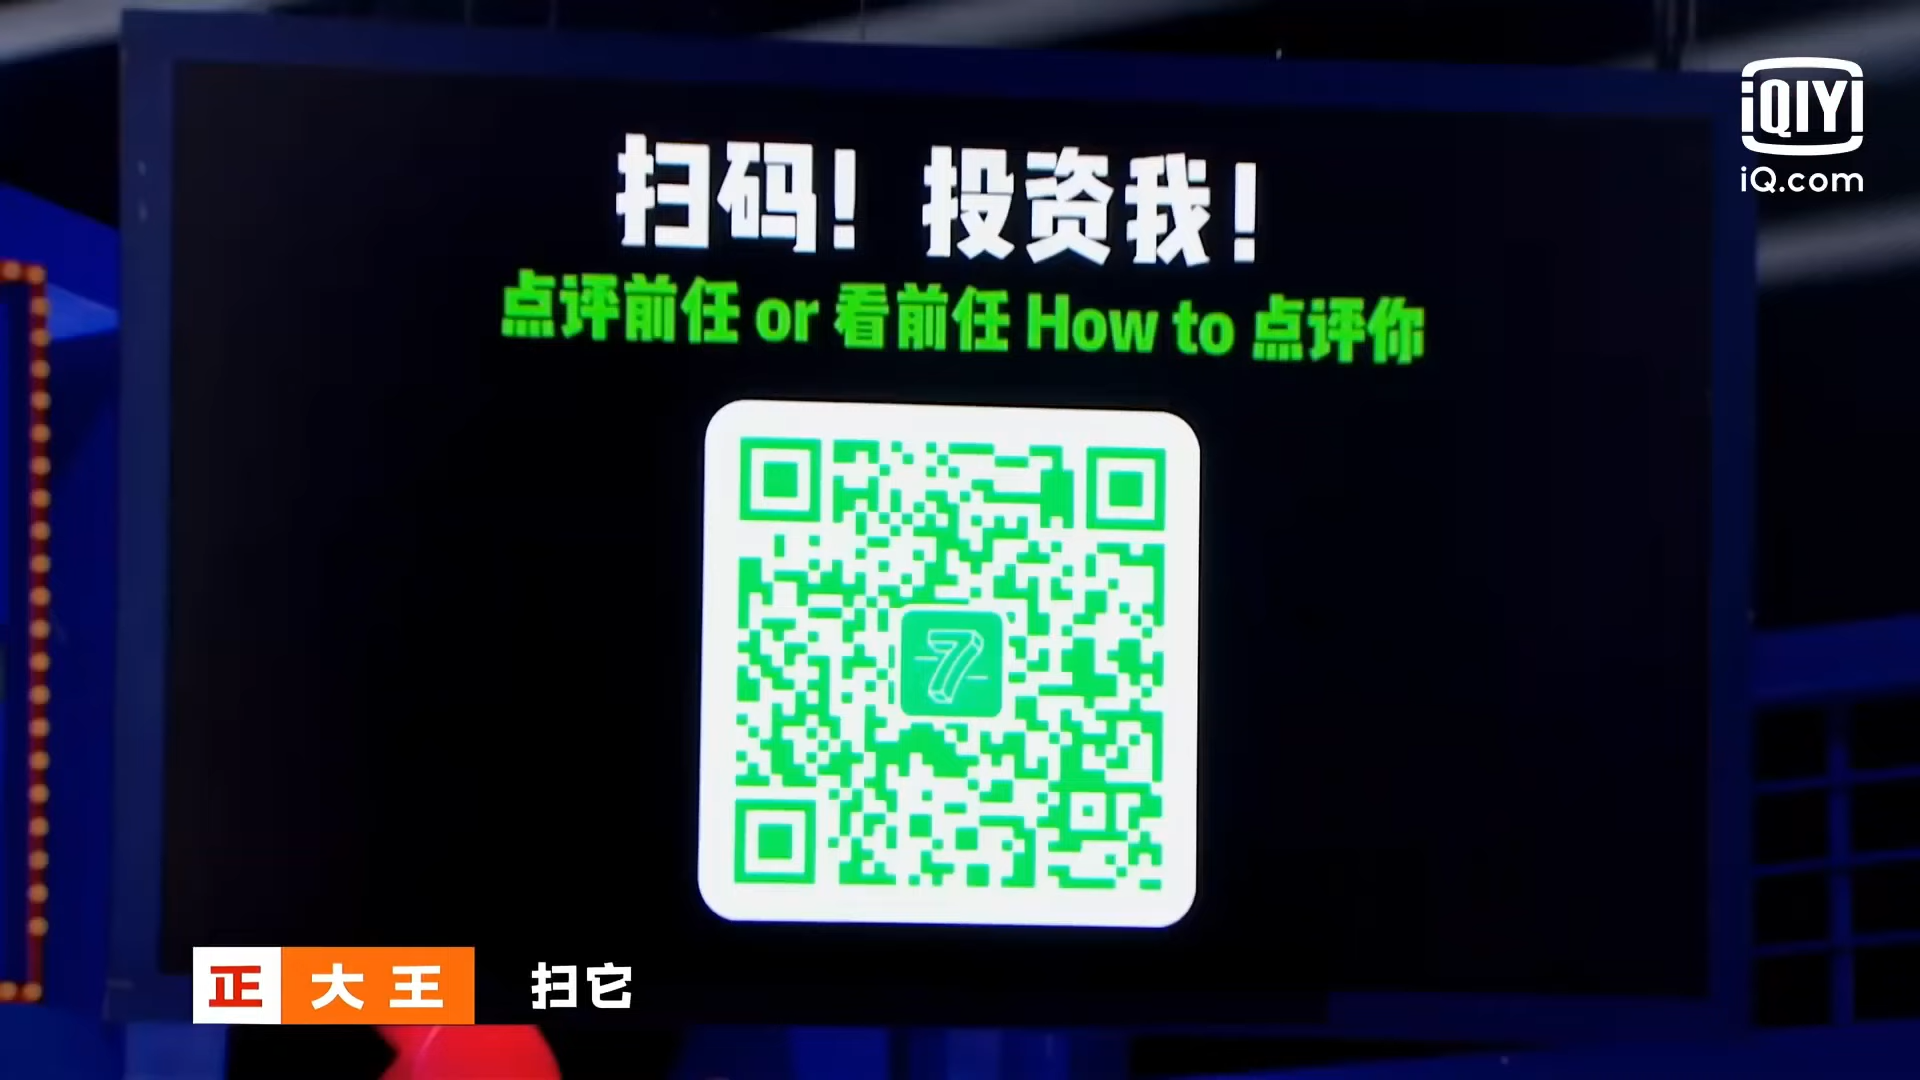 iQIYI
iQ.com
扫码！投资我！
点评前任 or 看前任 How to 点评你
7
正 大王 扫它